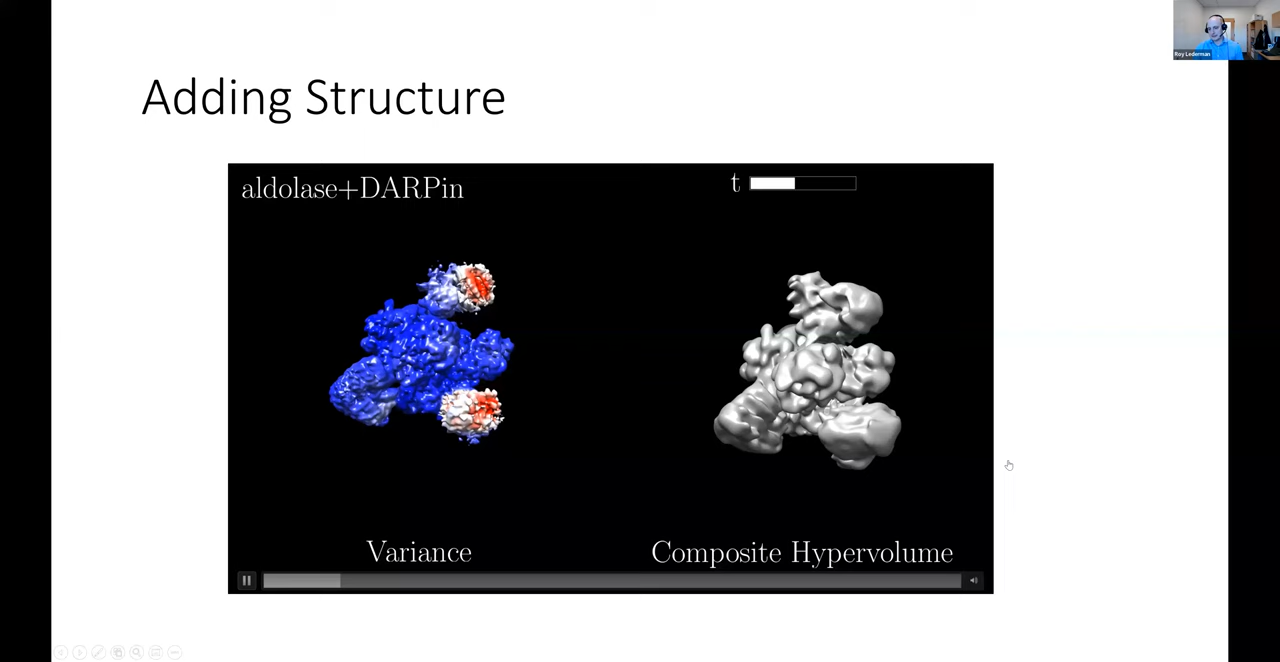 Roy Lederman
Adding Structure
aldolase+DARPin
t
Variance
Composite Hypervolume